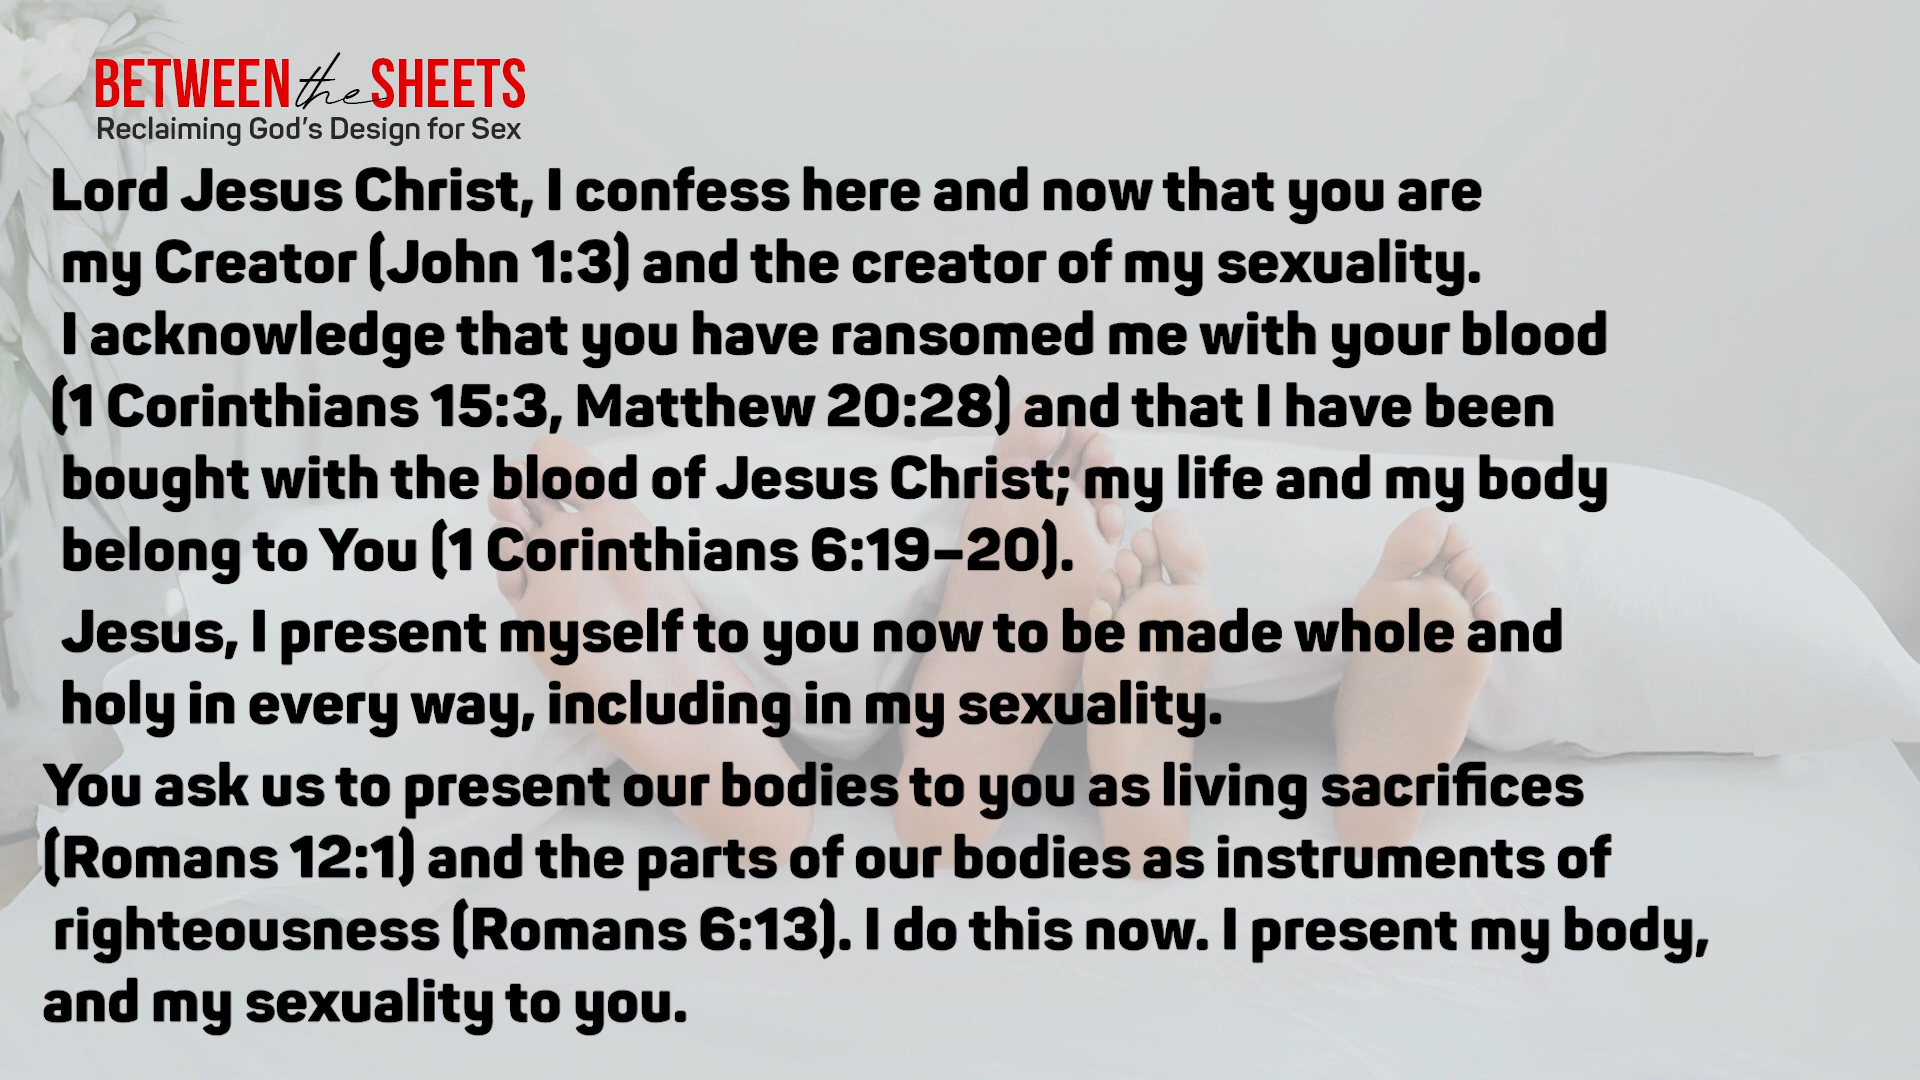 BETWEEN the SHEETS
Reclaiming God's Design for Sex
Lord Jesus Christ, I confess here and now that you are
my Creator (John 1:3) and the creator of my sexuality.
I acknowledge that you have ransomed me with your blood
(1 Corinthians 15:3, Matthew 20:28) and that I have been
bought with the blood of Jesus Christ; my life and my body
belong to You (1 Corinthians 6:19–20).
Jesus, I present myself to you now to be made whole and
holy in every way, including in my sexuality.
You ask us to present our bodies to you as living sacrifices
(Romans 12:1) and the parts of our bodies as instruments of
righteousness (Romans 6:13). I do this now. I present my body,
and my sexuality to you.